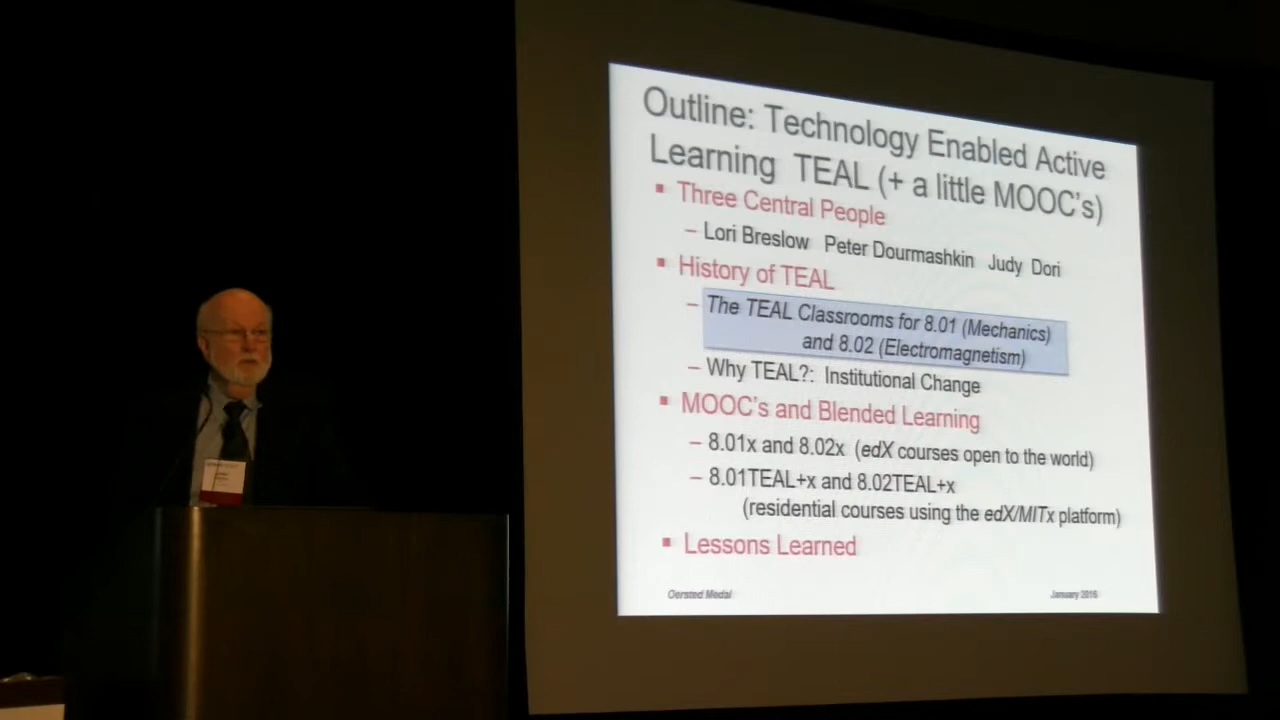 Outline: Technology Enabled Active
Learning TEAL (+ a little MOOC's)
▪ Three Central People
– Lori Breslow Peter Dourmashkin Judy Dori
▪ History of TEAL
– The TEAL Classrooms for 8.01 (Mechanics)
and 8.02 (Electromagnetism)
– Why TEAL?: Institutional Change
▪ MOOC's and Blended Learning
– 8.01x and 8.02x (edX courses open to the world)
– 8.01TEAL+x and 8.02TEAL+x
(residential courses using the edX/MITx platform)
▪ Lessons Learned
Oersted Medal
January 2016